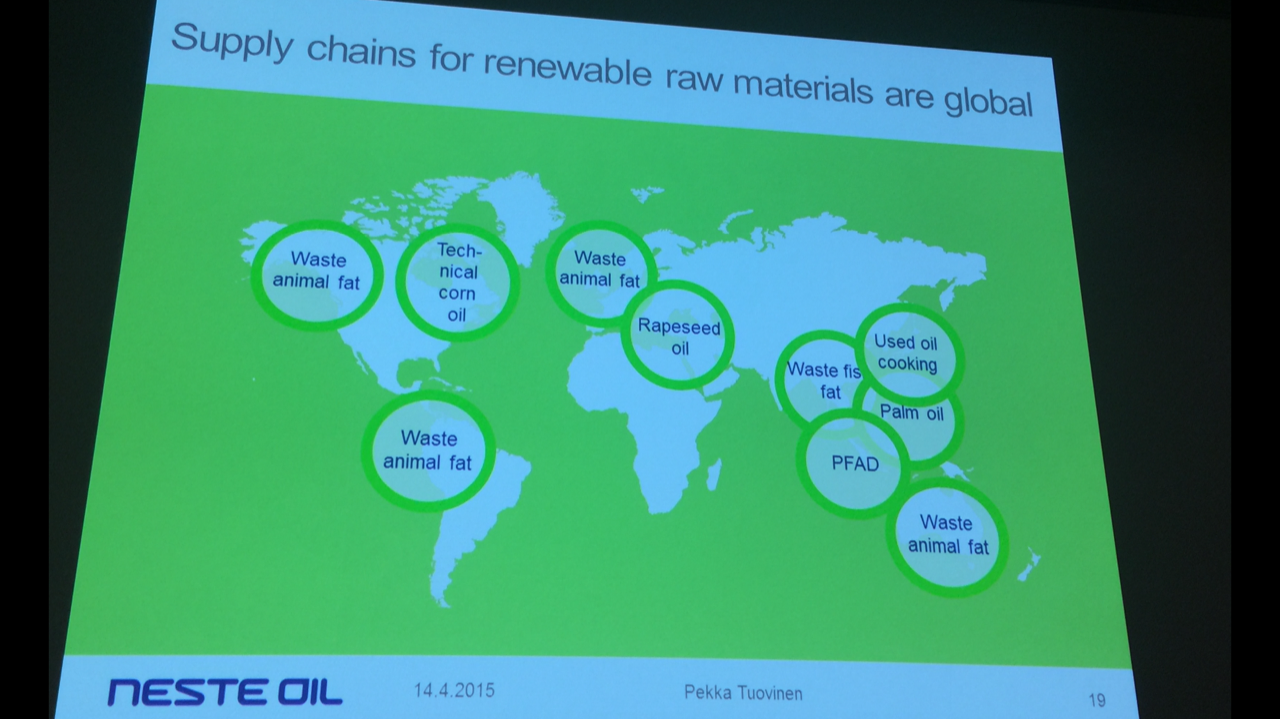 Supply chains for renewable raw materials are global
Waste
animal fat
Tech-
nical
corn
oil
Waste
animal fat
Rapeseed
oil
Waste fis
fat
Used oil
cooking
Palm oil
PFAD
Waste
animal fat
Waste
animal fat
NESTE OIL
14.4.2015
Pekka Tuovinen
19